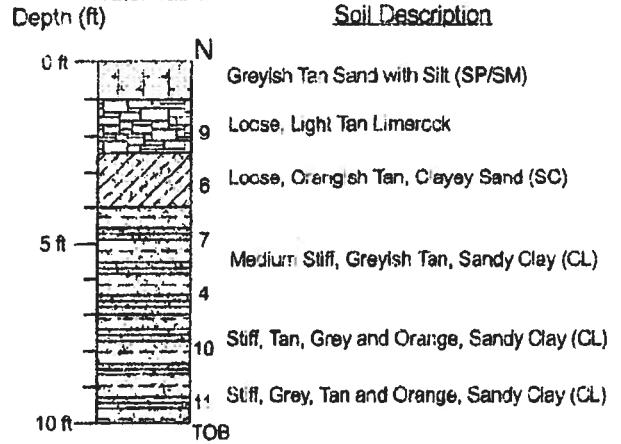 Depth (ft) Soil Description
N
0 ft
Greyish Tan Sand with Silt (SP/SM)
9 Loose, Light Tan Limerock
6 Loose, Orangish Tan, Clayey Sand (SC)
7
5 ft Medium Stiff, Greyish Tan, Sandy Clay (CL)
4
10 Stiff, Tan, Grey and Orange, Sandy Clay (CL)
11 Stiff, Grey, Tan and Orange, Sandy Clay (CL)
10 ft TOB